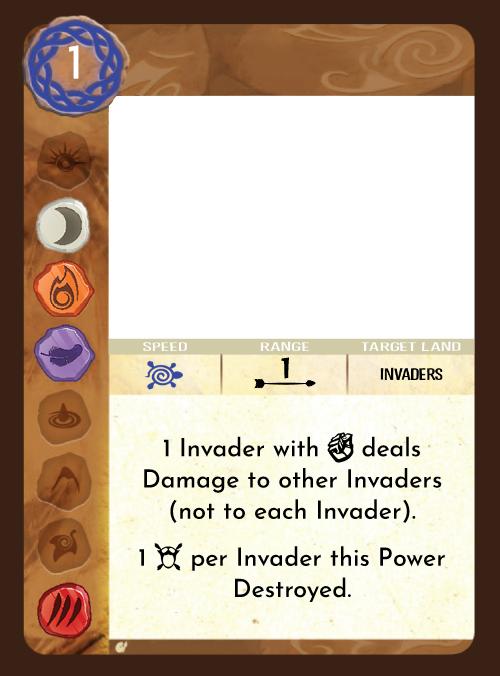 1
SPEED
RANGE
TARGET LAND
1
INVADERS
1 Invader with deals
Damage to other Invaders
(not to each Invader).
1 per Invader this Power
Destroyed.